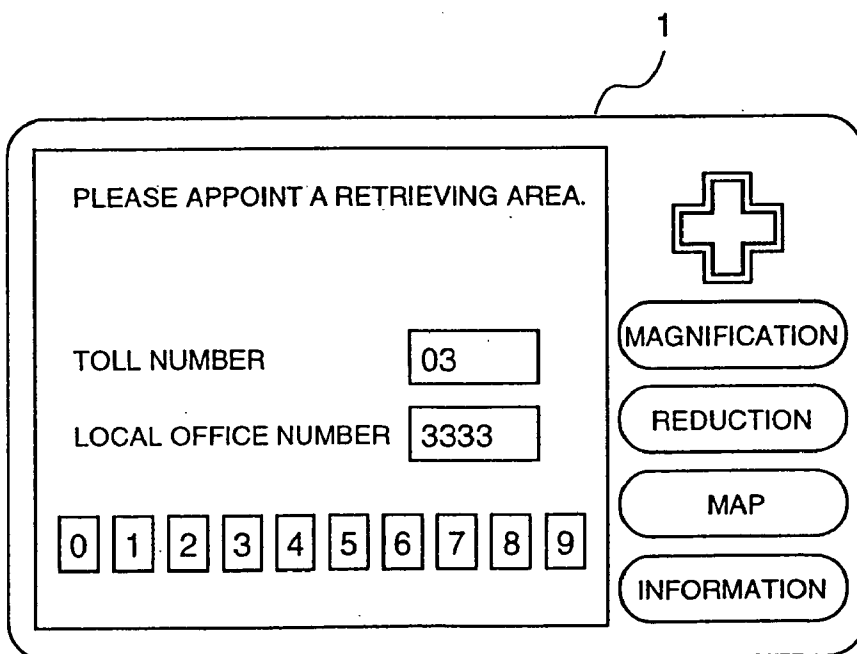 1
PLEASE APPOINT A RETRIEVING AREA.
TOLL NUMBER 03
LOCAL OFFICE NUMBER 3333
0 1 2 3 4 5 6 7 8 9
MAGNIFICATION
REDUCTION
MAP
INFORMATION